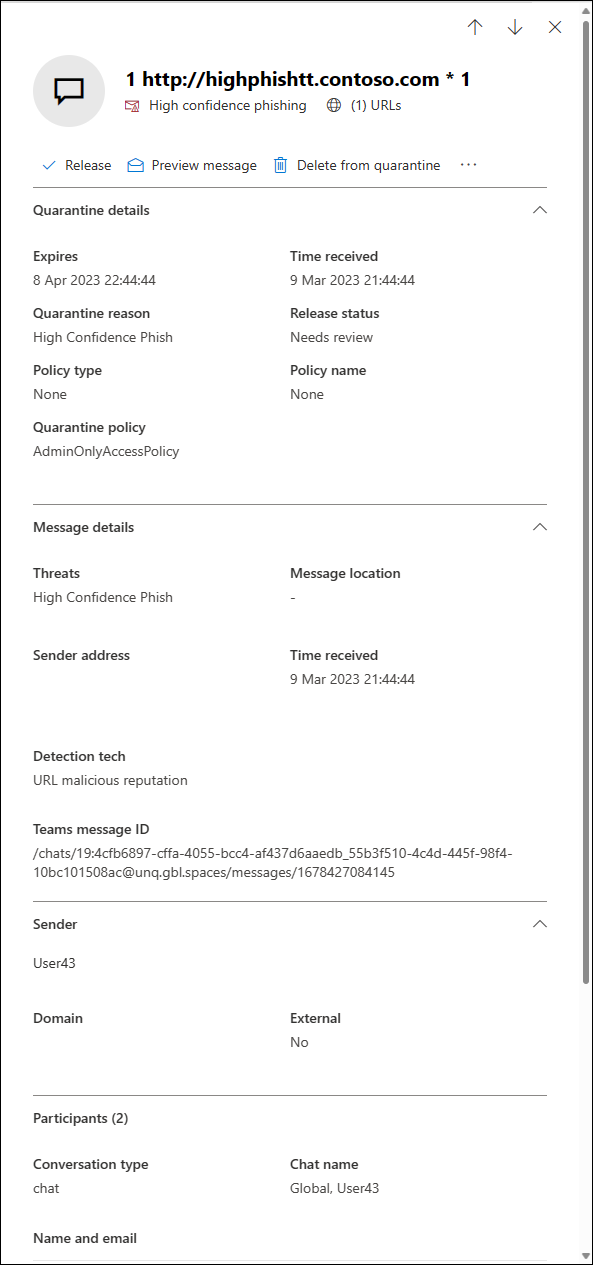 1 http://highphishtt.contoso.com * 1
High confidence phishing (1) URLs
Release Preview message Delete from quarantine ...
Quarantine details
Expires Time received
8 Apr 2023 22:44:44 9 Mar 2023 21:44:44
Quarantine reason Release status
High Confidence Phish Needs review
Policy type Policy name
None None
Quarantine policy
AdminOnlyAccessPolicy
Message details
Threats Message location
High Confidence Phish -
Sender address Time received
9 Mar 2023 21:44:44
Detection tech
URL malicious reputation
Teams message ID
/chats/19:4cfb6897-cffa-4055-bcc4-af437d6aaedb_55b3f510-4c4d-445f-98f4-
10bc101508ac@unq.gbl.spaces/messages/1678427084145
Sender
User43
Domain External
No
Participants (2)
Conversation type Chat name
chat Global, User43
Name and email